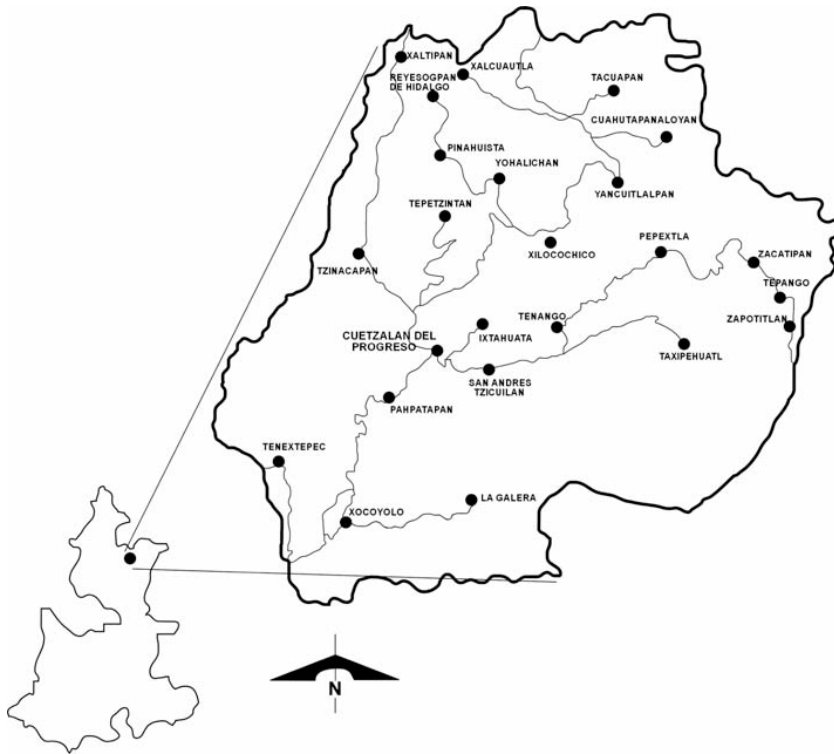 XALTIPAN
XALCUAUTLA
REYESOGPAN
DE HIDALGO
TACUAPAN
CUAHUTAPANALOYAN
PINAHUISTA
YOHALICHAN
YANCUITLALPAN
TEPETZINTAN
XILOCOCHICO
PEPEXTLA
ZACATIPAN
TZINACAPAN
TEPANGO
ZAPOTITLAN
TENANGO
IXTAHUATA
CUETZALAN DEL
PROGRESO
TAXIPEHUATL
SAN ANDRES
TZICUILAN
PAHPATAPAN
TENEXTEPEC
LA GALERA
XOCOYOLO
N